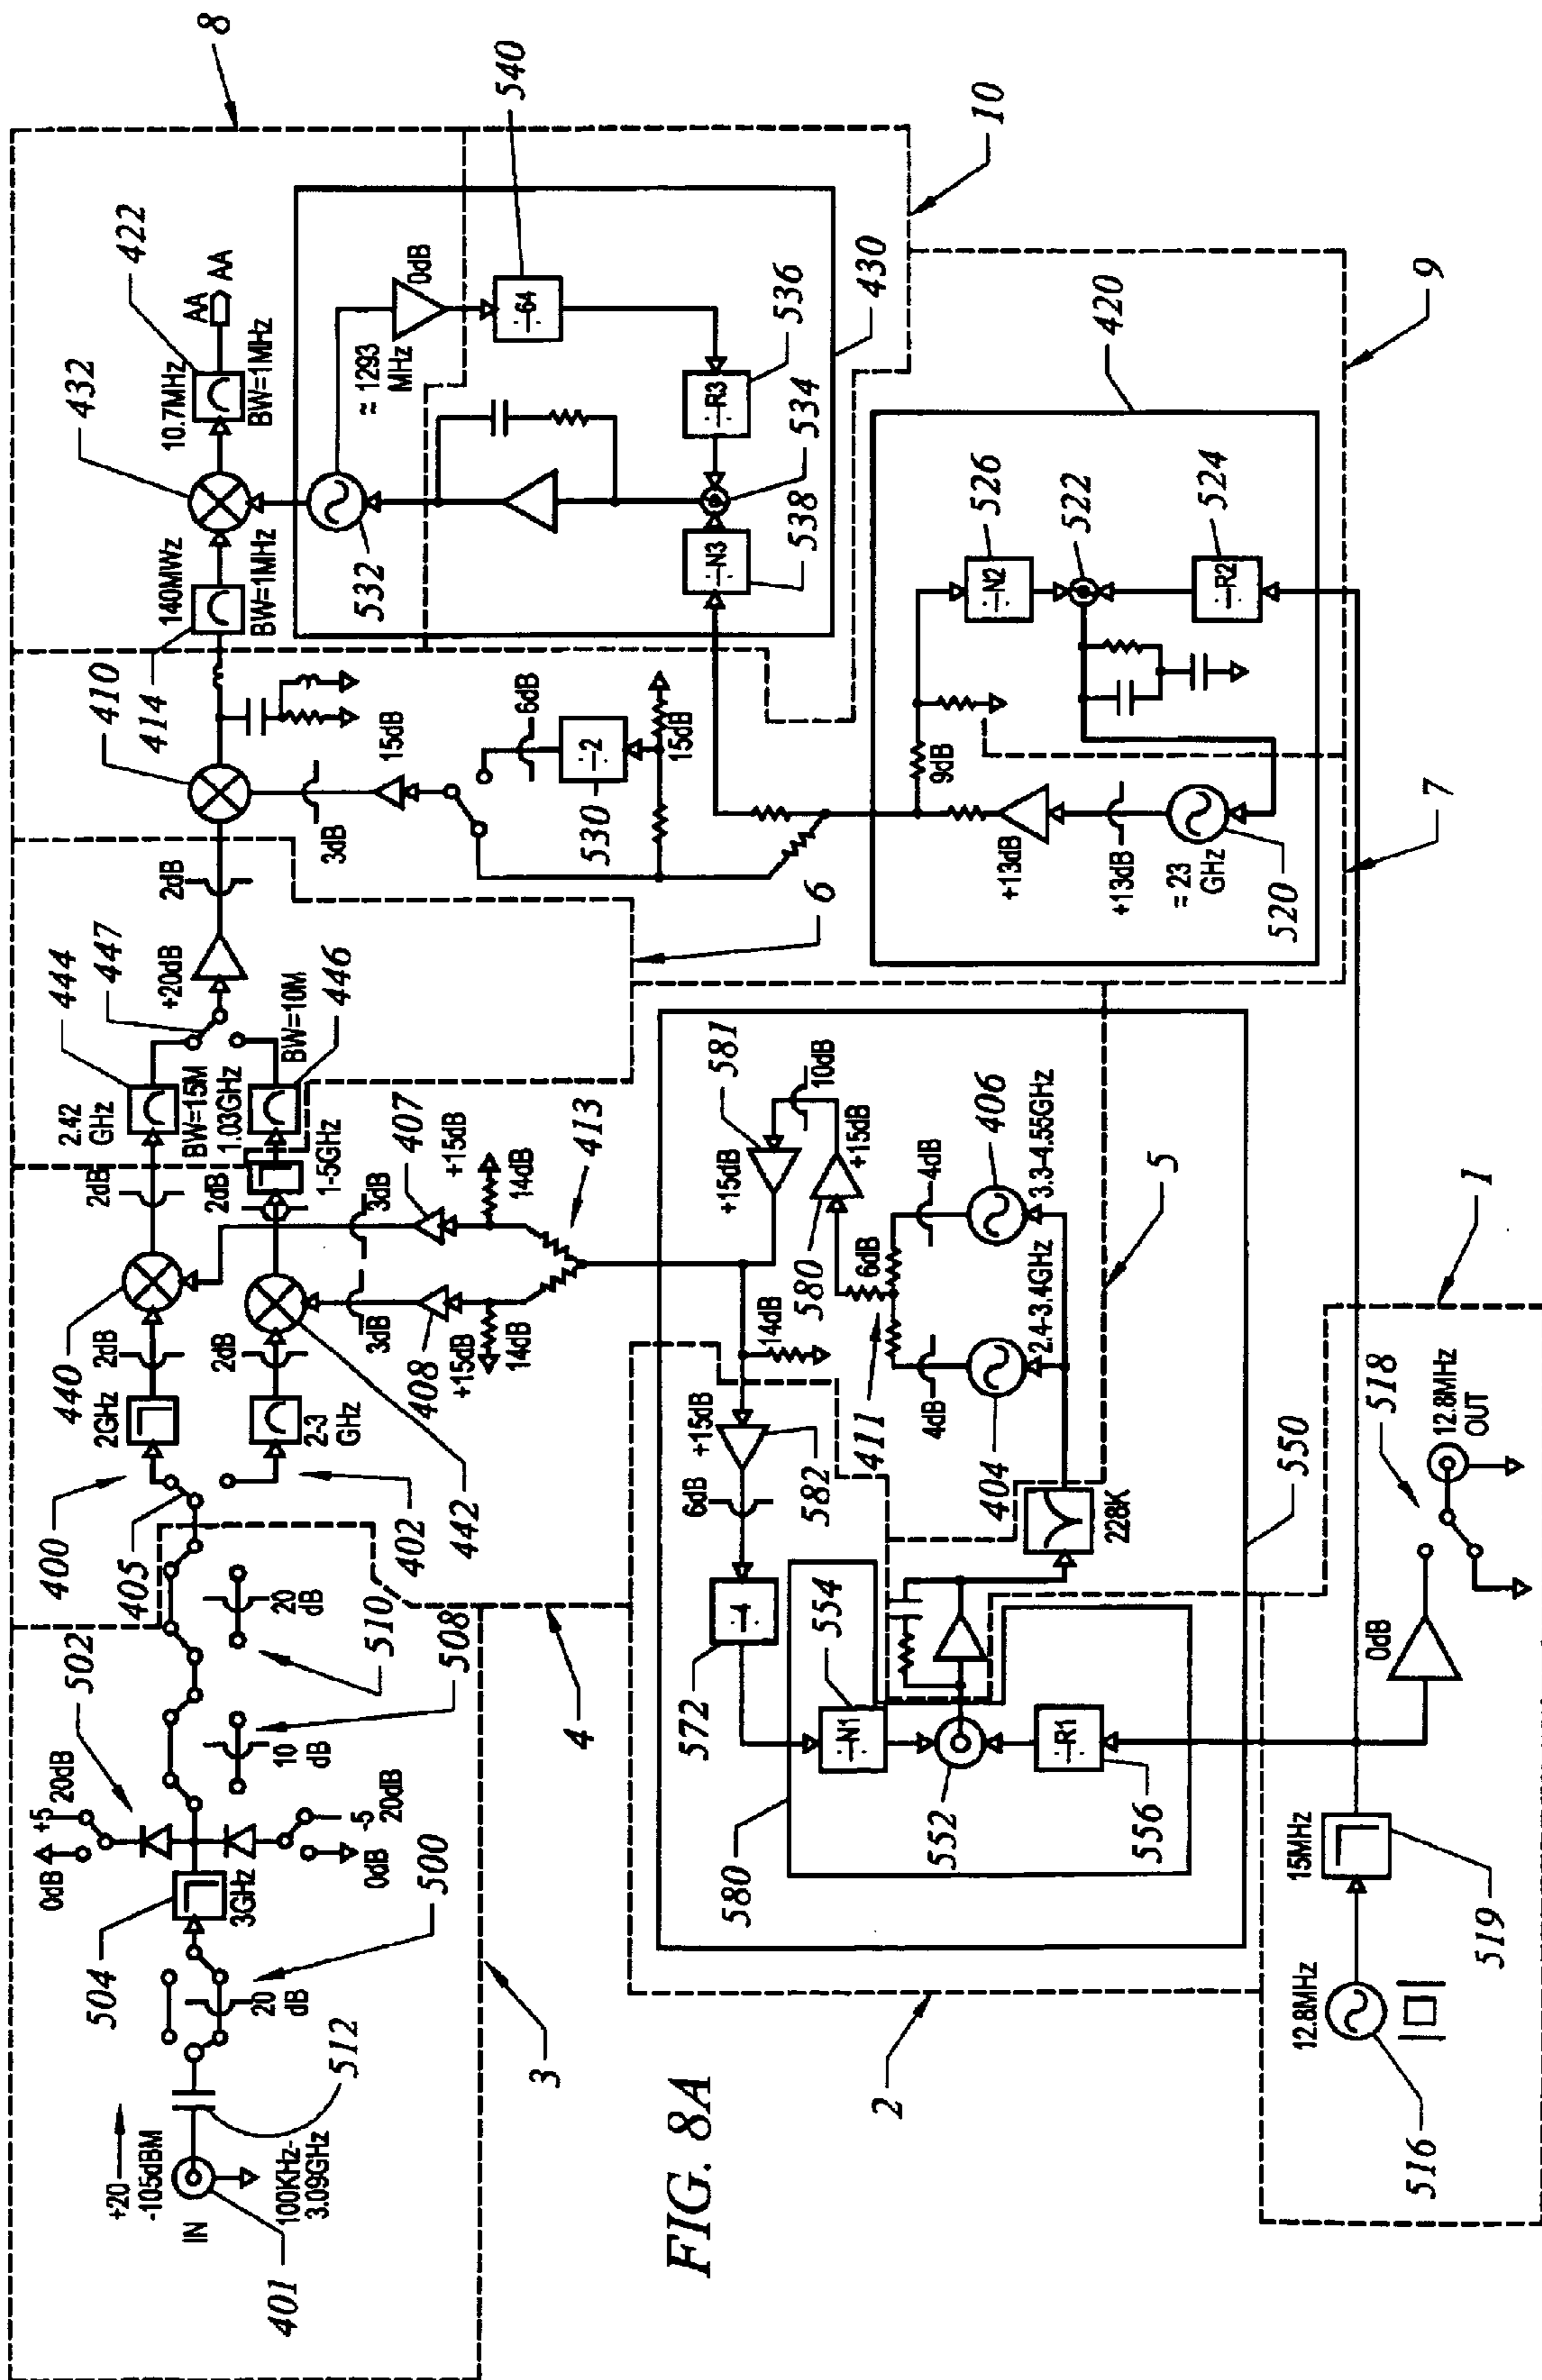 +20
-105dBM
IN
100KHz-
3.09GHz
401
512
20
dB
500
504
3GHz
0dB
+5
20dB
502
0dB
-5
20dB
10
dB
508
20
dB
510
3
400
405
402
2GHz
2-3
GHz
440
442
2dB
2dB
2dB
2dB
3dB
3dB
408
407
+15dB
14dB
+15dB
14dB
413
1-5GHz
2.42
GHz
444
BW=15M
1.03GHz
BW=10M
446
447
+20dB
2dB
6
410
414
3dB
15dB
÷2
530
6dB
15dB
140MWz
BW=1MHz
432
10.7MHz
BW=1MHz
422
AA
AA
8
532
≈ 1293
MHz
0dB
÷64
540
÷R3
536
534
÷N3
538
430
10
420
9
9dB
÷N2
526
522
÷R2
524
+13dB
+13dB
= 23
GHz
520
7
4
2
550
5
581
+15dB
10dB
+15dB
580
6dB
411
4dB
4dB
404
2.4-3.4GHz
406
3.3-4.55GHz
228K
14dB
+15dB
582
6dB
÷4
572
÷N1
554
552
÷R1
556
580
1
12.8MHz
516
15MHz
519
0dB
518
12.8MHz
OUT
FIG. 8A